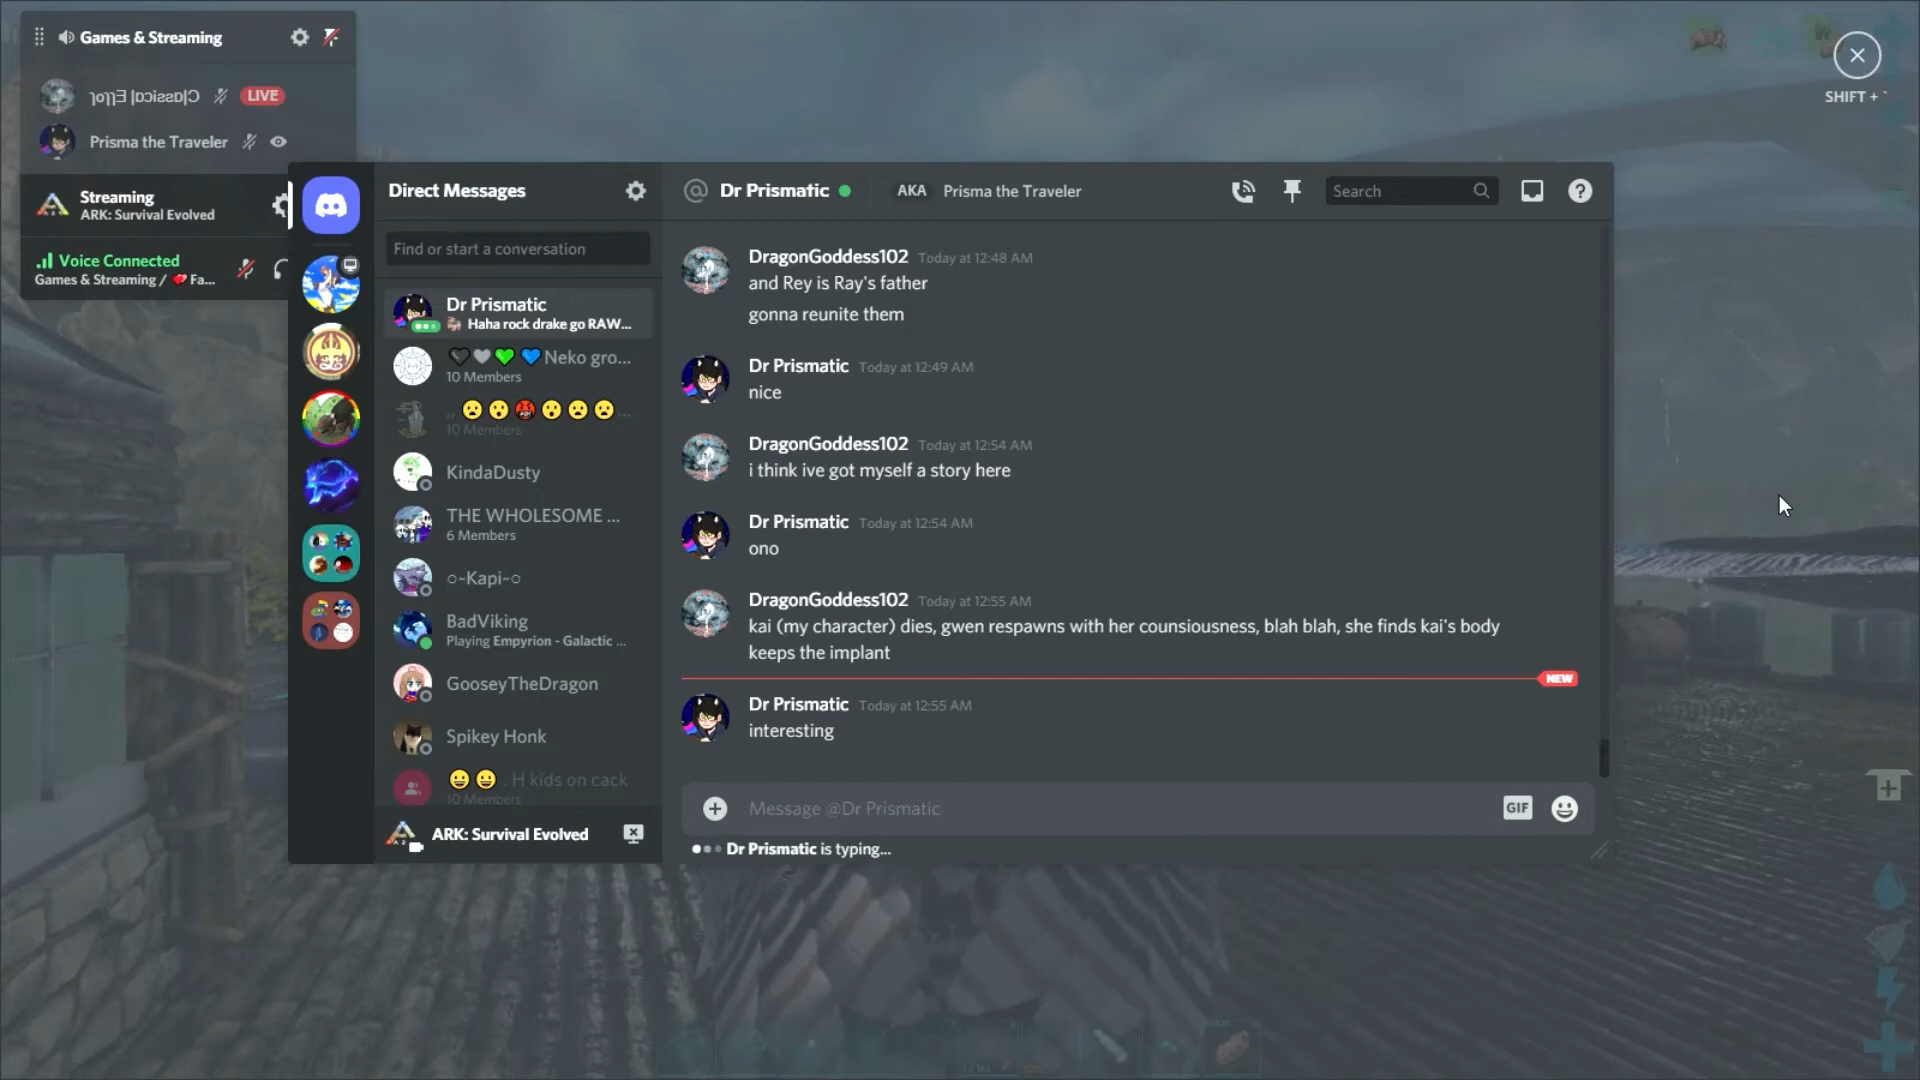 Games & Streaming
Ɔlɒƨƨiɔɒl Ɛɿɿoɿ LIVE
Prisma the Traveler
SHIFT + `
Streaming
ARK: Survival Evolved
Voice Connected
Games & Streaming / ❤️ Fa...
Direct Messages
Find or start a conversation
Dr Prismatic
Haha rock drake go RAW...
🖤 🤍 💚 💙 Neko gro...
10 Members
10 Members
KindaDusty
THE WHOLESOME ...
6 Members
○-Kapi-○
BadViking
Playing Empyrion - Galactic ...
GooseyTheDragon
Spikey Honk
😀 😀 . H kids on cack
10 Members
ARK: Survival Evolved
Dr Prismatic AKA Prisma the Traveler
Search
DragonGoddess102 Today at 12:48 AM
and Rey is Ray's father
gonna reunite them
Dr Prismatic Today at 12:49 AM
nice
DragonGoddess102 Today at 12:54 AM
i think ive got myself a story here
Dr Prismatic Today at 12:54 AM
ono
DragonGoddess102 Today at 12:55 AM
kai (my character) dies, gwen respawns with her counsiousness, blah blah, she finds kai's body
keeps the implant
NEW
Dr Prismatic Today at 12:55 AM
interesting
Message @Dr Prismatic
GIF
Dr Prismatic is typing...